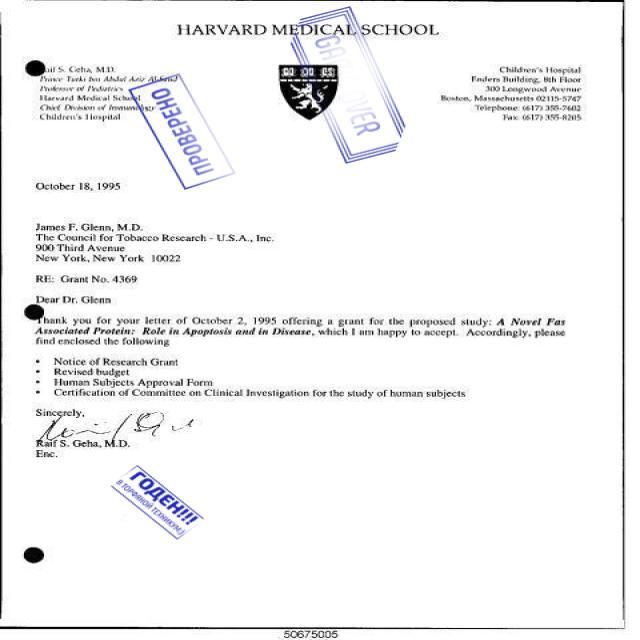 HARVARD MEDICAL SCHOOL
Raif S. Geha, M.D.
Prince Turki bin Abdul Aziz Al-Saud
Professor of Pediatrics
Harvard Medical School
Chief, Division of Immunology
Children's Hospital
Children's Hospital
Enders Building, 8th Floor
300 Longwood Avenue
Boston, Massachusetts 02115-5747
Telephone: (617) 355-7602
Fax: (617) 355-8205
ПРОВЕРЕНО
GAME OVER
October 18, 1995
James F. Glenn, M.D.
The Council for Tobacco Research - U.S.A., Inc.
900 Third Avenue
New York, New York 10022
RE: Grant No. 4369
Dear Dr. Glenn
Thank you for your letter of October 2, 1995 offering a grant for the proposed study: A Novel Fas
Associated Protein: Role in Apoptosis and in Disease, which I am happy to accept. Accordingly, please
find enclosed the following
• Notice of Research Grant
• Revised budget
• Human Subjects Approval Form
• Certification of Committee on Clinical Investigation for the study of human subjects
Sincerely,
Raif S. Geha, M.D.
Enc.
ГОДЕН!!!
В ТОРФЯНОЙ ТЕХНИКУМ)
50675005